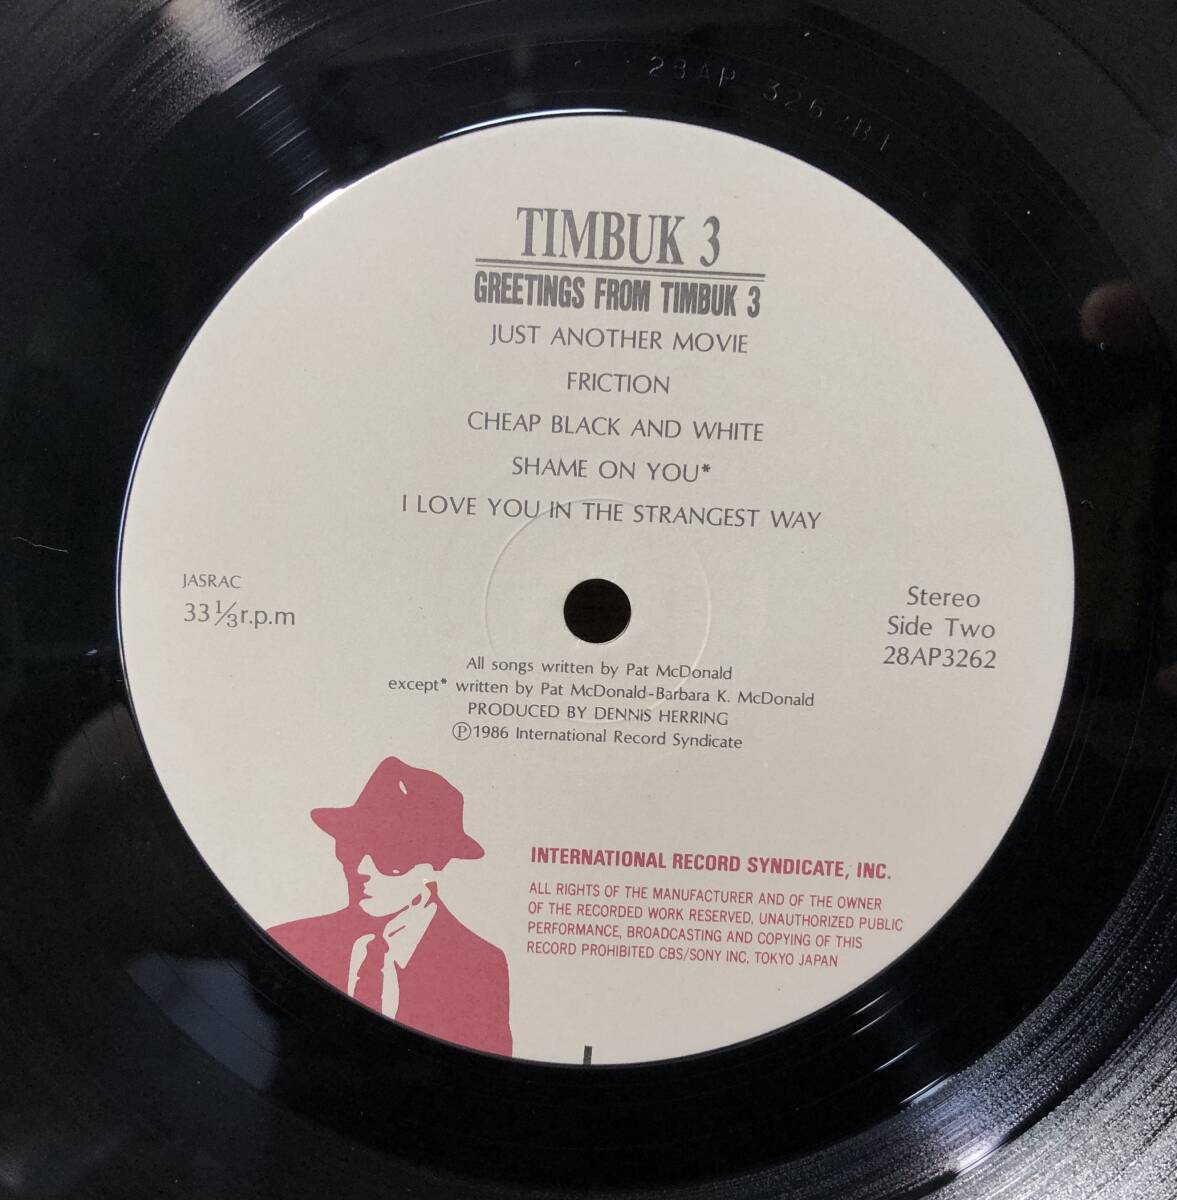 28AP 3262 B1
TIMBUK 3
GREETINGS FROM TIMBUK 3
JUST ANOTHER MOVIE
FRICTION
CHEAP BLACK AND WHITE
SHAME ON YOU*
I LOVE YOU IN THE STRANGEST WAY
JASRAC
33⅓r.p.m
Stereo
Side Two
28AP3262
All songs written by Pat McDonald
except* written by Pat McDonald-Barbara K. McDonald
PRODUCED BY DENNiS HERRING
Ⓟ1986 International Record Syndicate
INTERNATIONAL RECORD SYNDICATE, INC.
ALL RIGHTS OF THE MANUFACTURER AND OF THE OWNER
OF THE RECORDED WORK RESERVED, UNAUTHORIZED PUBLIC
PERFORMANCE, BROADCASTING AND COPYING OF THIS
RECORD PROHIBITED CBS/SONY INC, TOKYO JAPAN